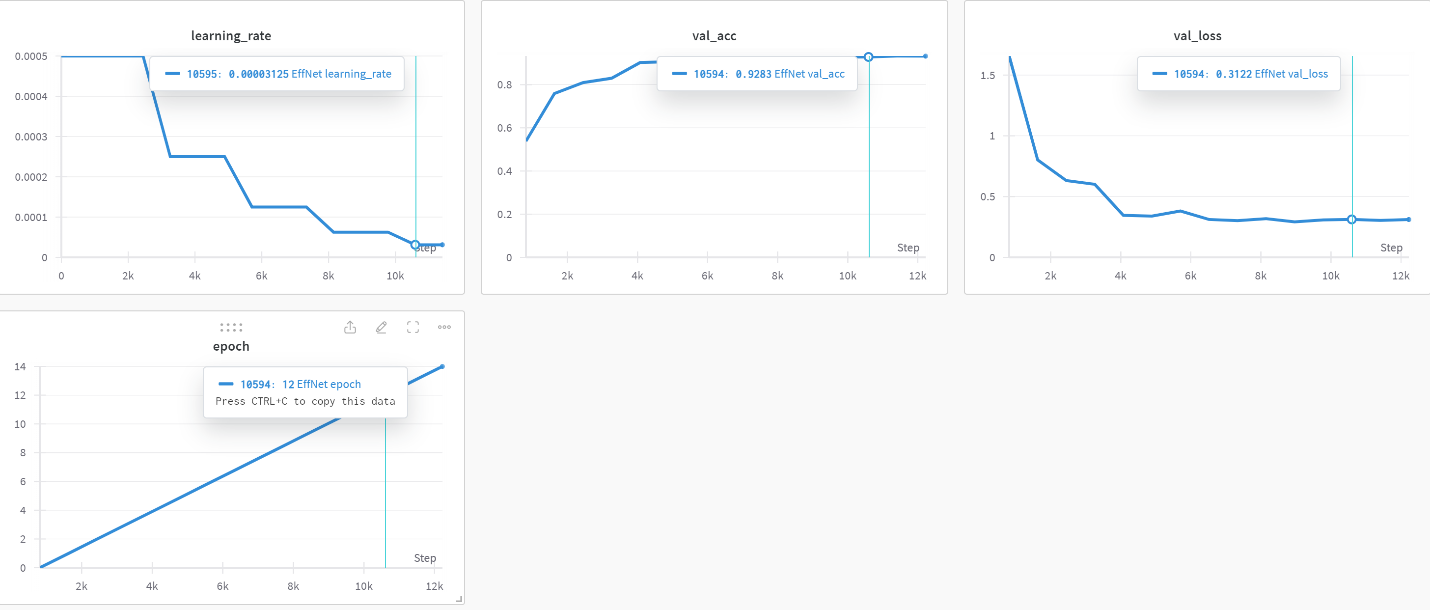 learning_rate
0.0005
0.0004
0.0003
0.0002
0.0001
0
10595: 0.00003125 EffNet learning_rate
Step
0 2k 4k 6k 8k 10k
val_acc
0.8
0.6
0.4
0.2
0
10594: 0.9283 EffNet val_acc
Step
2k 4k 6k 8k 10k 12k
val_loss
1.5
1
0.5
0
10594: 0.3122 EffNet val_loss
Step
2k 4k 6k 8k 10k 12k
epoch
14
12
10
8
6
4
2
0
10594: 12 EffNet epoch
Press CTRL+C to copy this data
Step
2k 4k 6k 8k 10k 12k